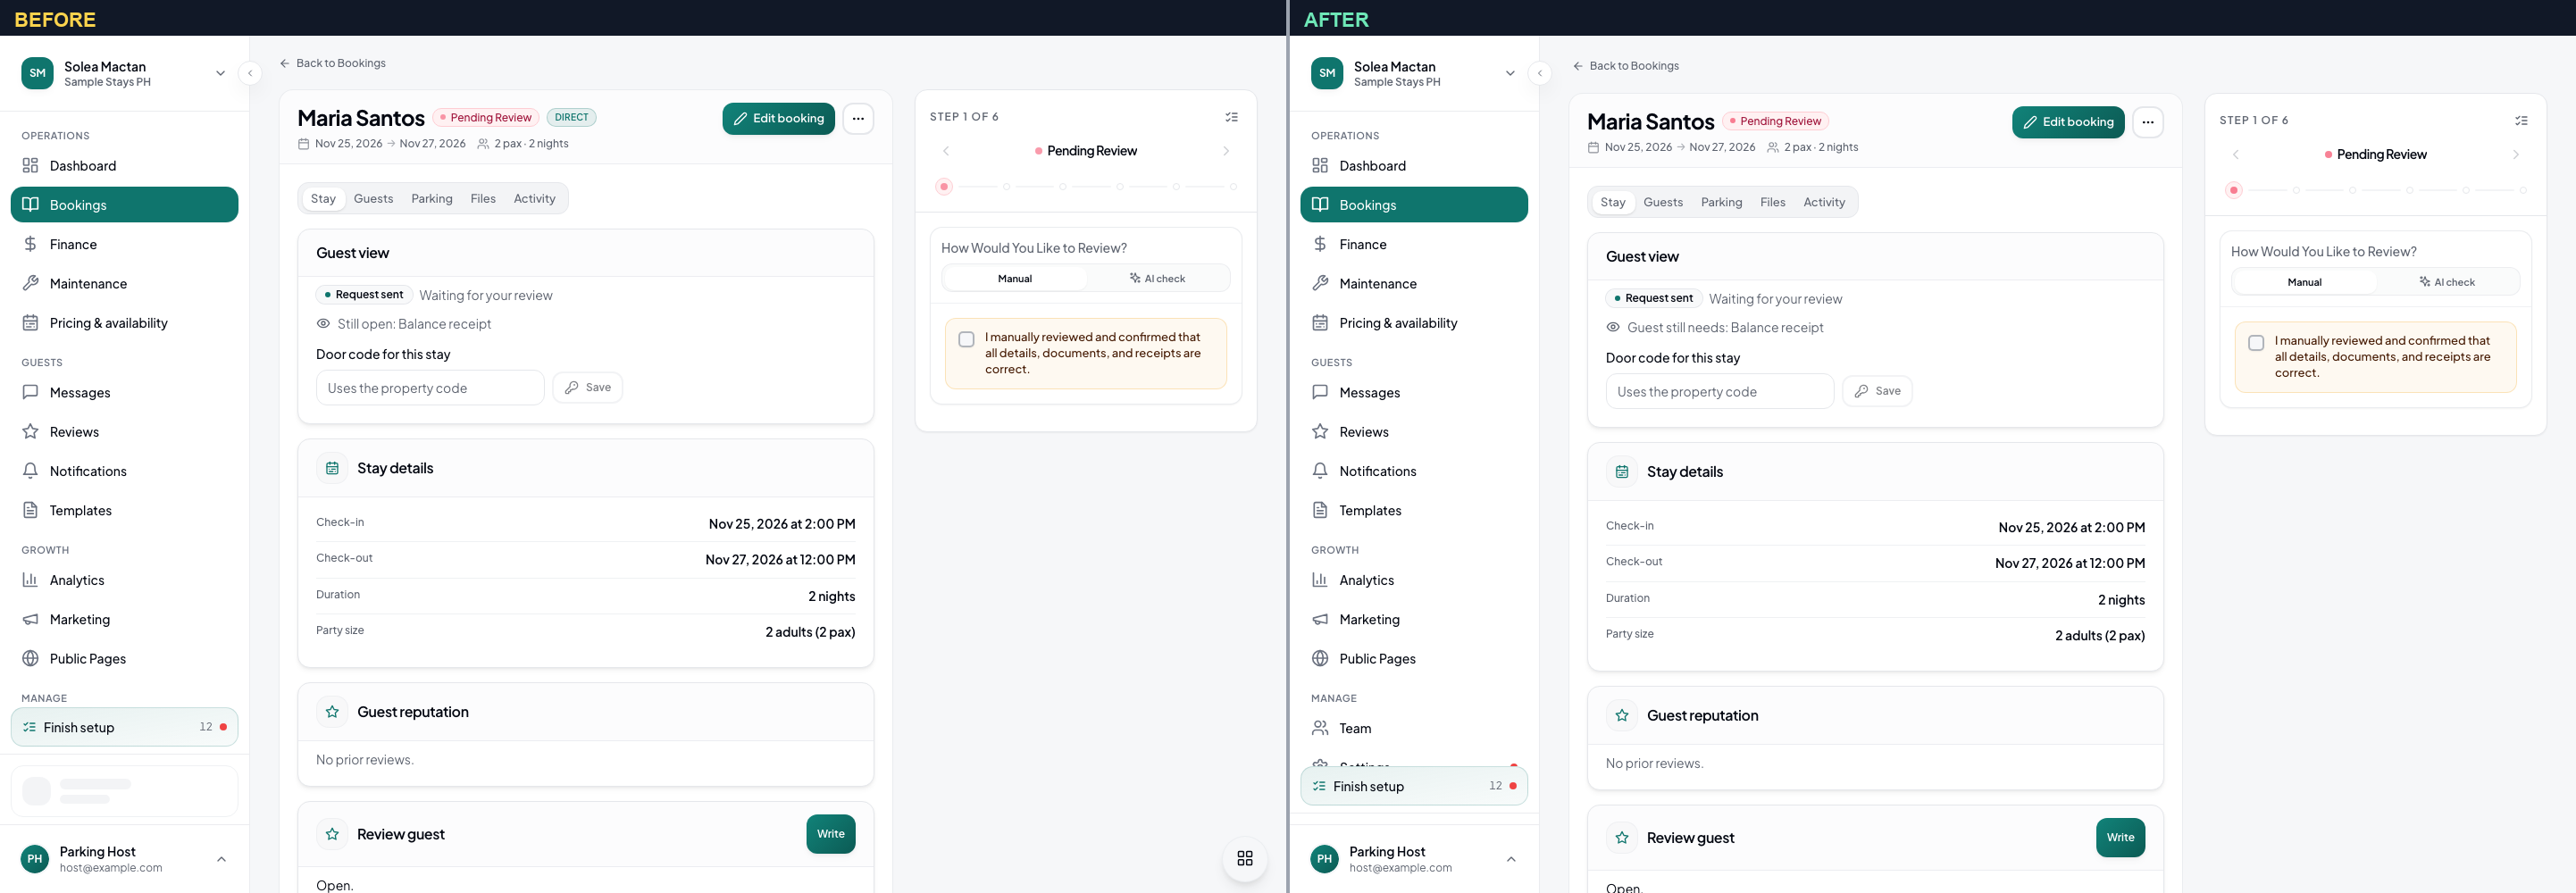 BEFORE
SM
Solea Mactan
Sample Stays PH
OPERATIONS
Dashboard
Bookings
Finance
Maintenance
Pricing & availability
GUESTS
Messages
Reviews
Notifications
Templates
GROWTH
Analytics
Marketing
Public Pages
MANAGE
Finish setup 12
PH
Parking Host
host@example.com
Back to Bookings
Maria Santos Pending Review DIRECT
Edit booking
Nov 25, 2026 → Nov 27, 2026 2 pax · 2 nights
Stay Guests Parking Files Activity
Guest view
Request sent Waiting for your review
Still open: Balance receipt
Door code for this stay
Uses the property code Save
Stay details
Check-in Nov 25, 2026 at 2:00 PM
Check-out Nov 27, 2026 at 12:00 PM
Duration 2 nights
Party size 2 adults (2 pax)
Guest reputation
No prior reviews.
Review guest Write
Open.
STEP 1 OF 6
Pending Review
How Would You Like to Review?
Manual AI check
I manually reviewed and confirmed that
all details, documents, and receipts are
correct.
AFTER
SM
Solea Mactan
Sample Stays PH
OPERATIONS
Dashboard
Bookings
Finance
Maintenance
Pricing & availability
GUESTS
Messages
Reviews
Notifications
Templates
GROWTH
Analytics
Marketing
Public Pages
MANAGE
Team
Settings
Finish setup 12
PH
Parking Host
host@example.com
Back to Bookings
Maria Santos Pending Review
Edit booking
Nov 25, 2026 → Nov 27, 2026 2 pax · 2 nights
Stay Guests Parking Files Activity
Guest view
Request sent Waiting for your review
Guest still needs: Balance receipt
Door code for this stay
Uses the property code Save
Stay details
Check-in Nov 25, 2026 at 2:00 PM
Check-out Nov 27, 2026 at 12:00 PM
Duration 2 nights
Party size 2 adults (2 pax)
Guest reputation
No prior reviews.
Review guest Write
Open.
STEP 1 OF 6
Pending Review
How Would You Like to Review?
Manual AI check
I manually reviewed and confirmed that
all details, documents, and receipts are
correct.